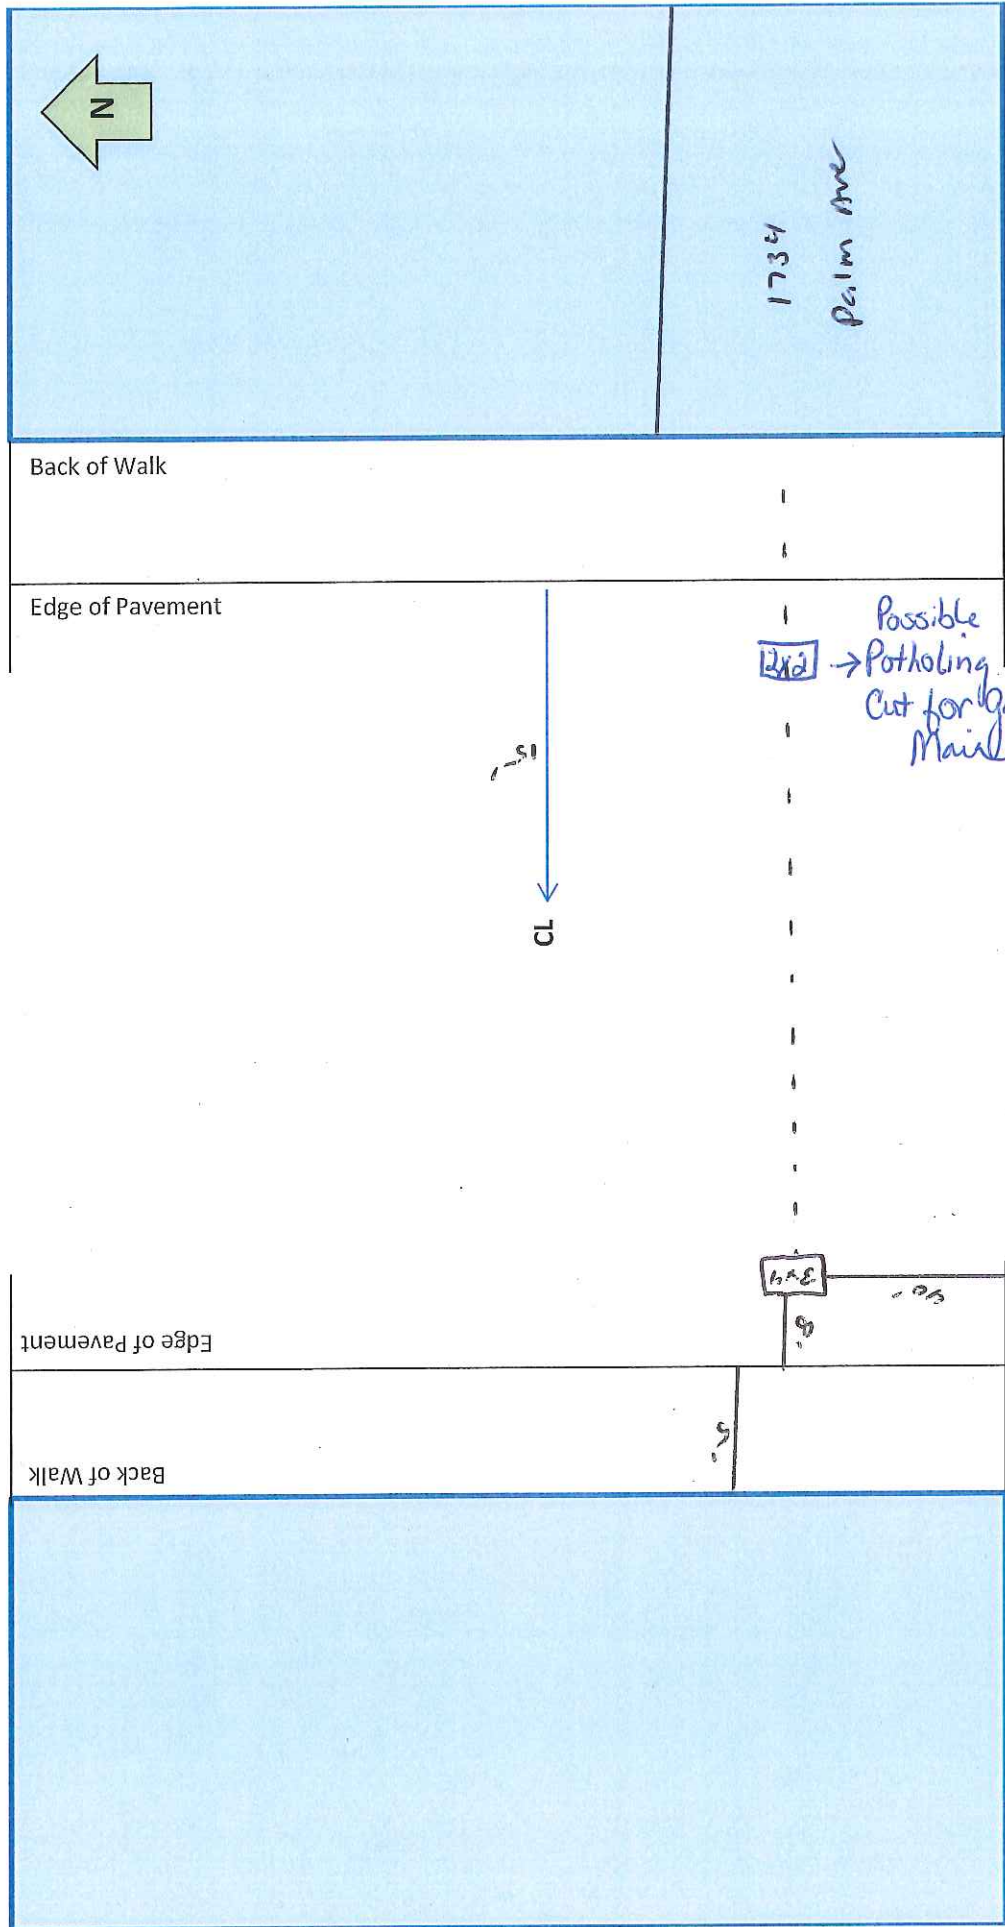 N
1734
Palm Ave
Back of Walk
Edge of Pavement
Possible
2x2 → Potholing
Cut for
Main
15'
CL
3x4
40'
8'
Edge of Pavement
5'
Back of Walk